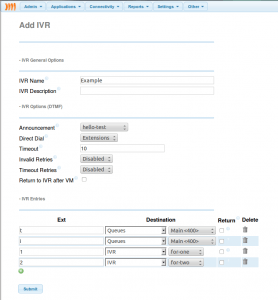 Admin Applications Connectivity Reports Settings Other
Add IVR
- IVR General Options
IVR Name Example
IVR Description
- IVR Options (DTMF)
Announcement hello-test
Direct Dial Extensions
Timeout 10
Invalid Retries Disabled
Timeout Retries Disabled
Return to IVR after VM
- IVR Entries
Ext Destination Return Delete
t Queues Main <400>
i Queues Main <400>
1 IVR for-one
2 IVR for-two
Submit